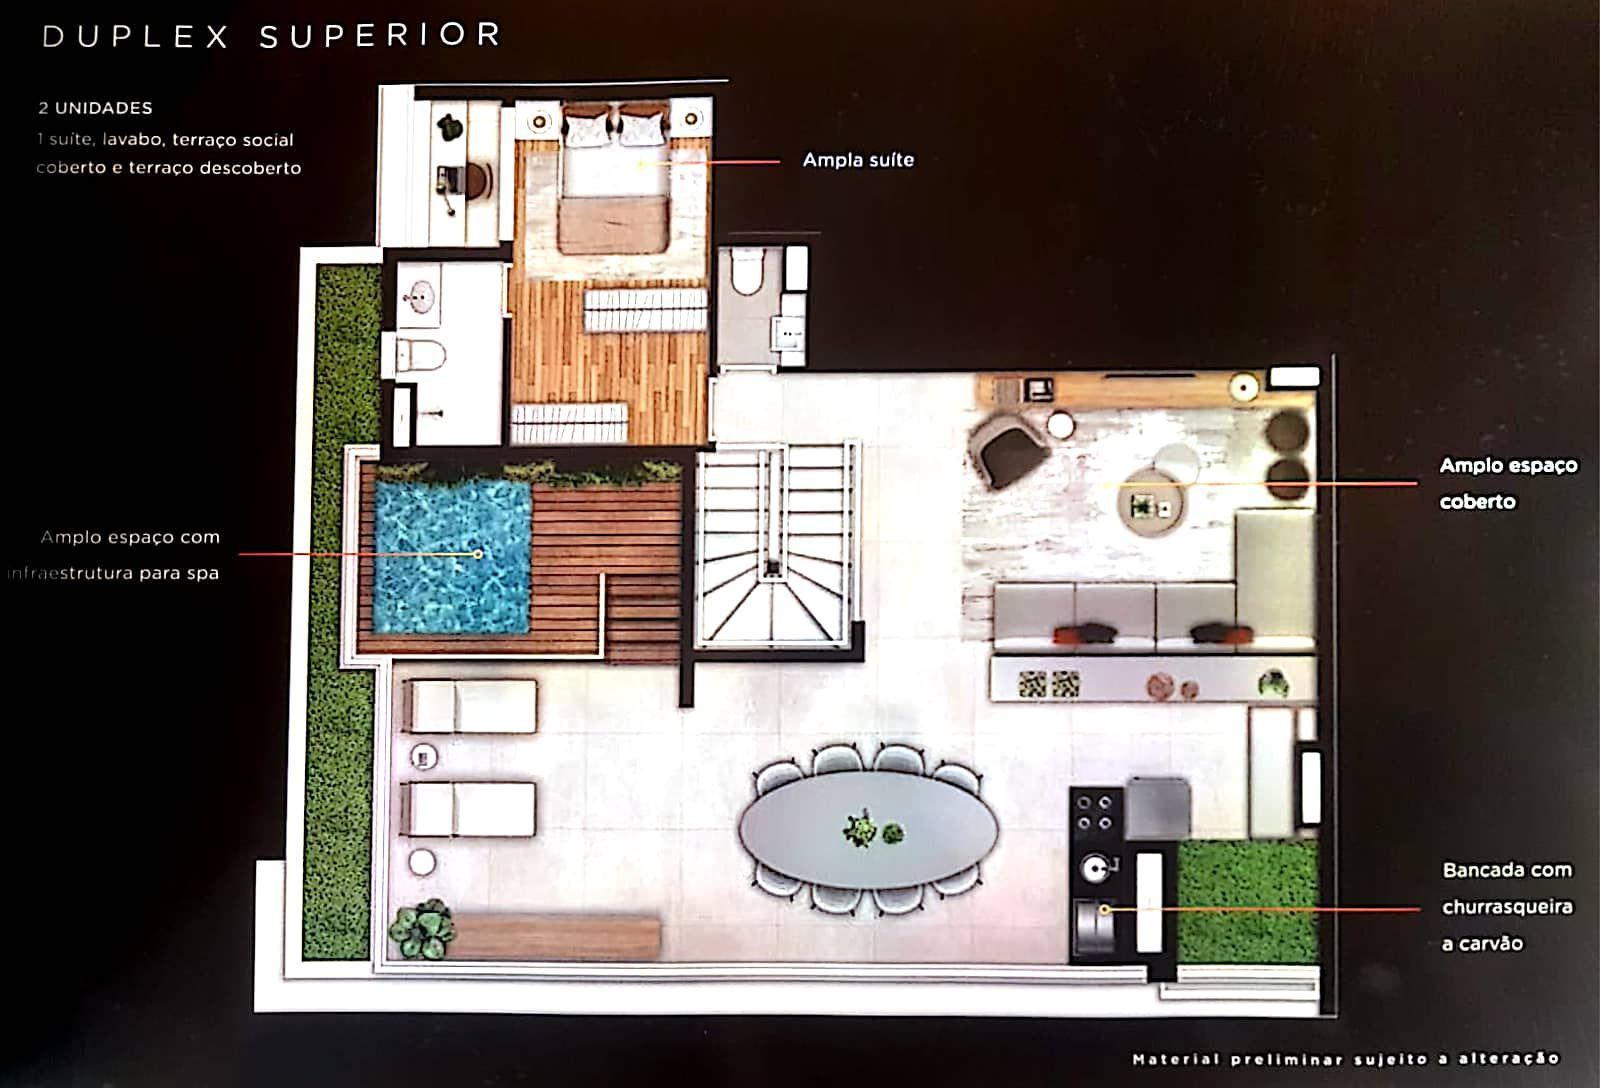 DUPLEX SUPERIOR
2 UNIDADES
1 suíte, lavabo, terraço social
coberto e terraço descoberto
Ampla suíte
Amplo espaço
coberto
Amplo espaço com
infraestrutura para spa
Bancada com
churrasqueira
a carvão
Material preliminar sujeito a alteração